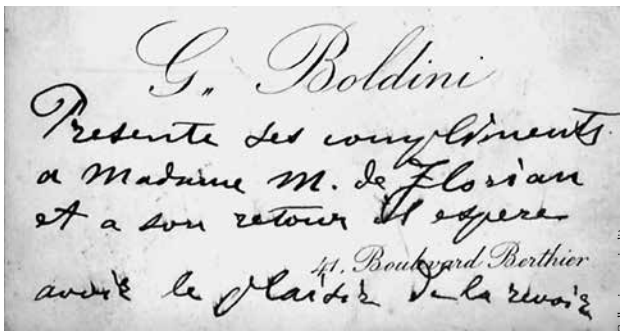 G. Boldini
Presente ses compliments
a Madame M. de Florian
et a son retour il espere
41, Boulevard Berthier
avoir le plaisir de la revoir